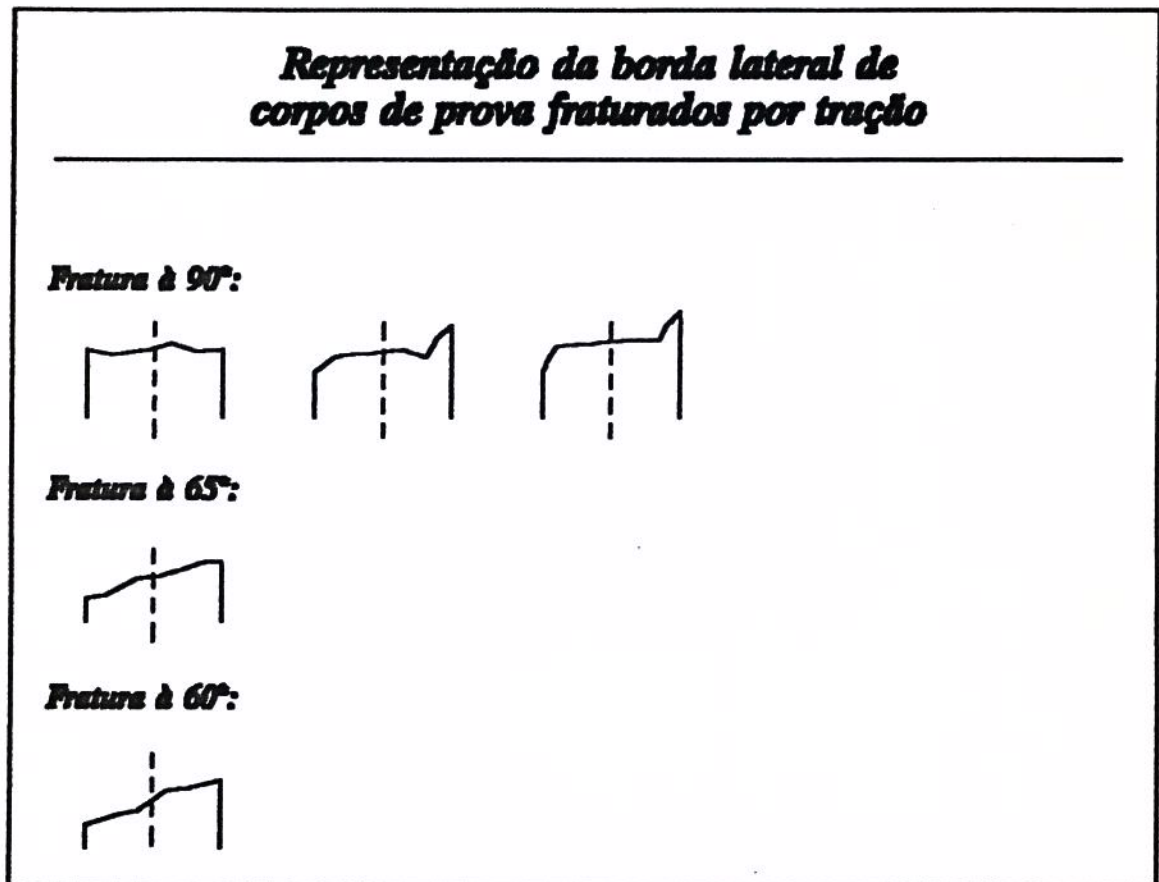 Representação da borda lateral de
corpos de prova fraturados por tração
Fratura à 90°:
Fratura à 65°:
Fratura à 60°: